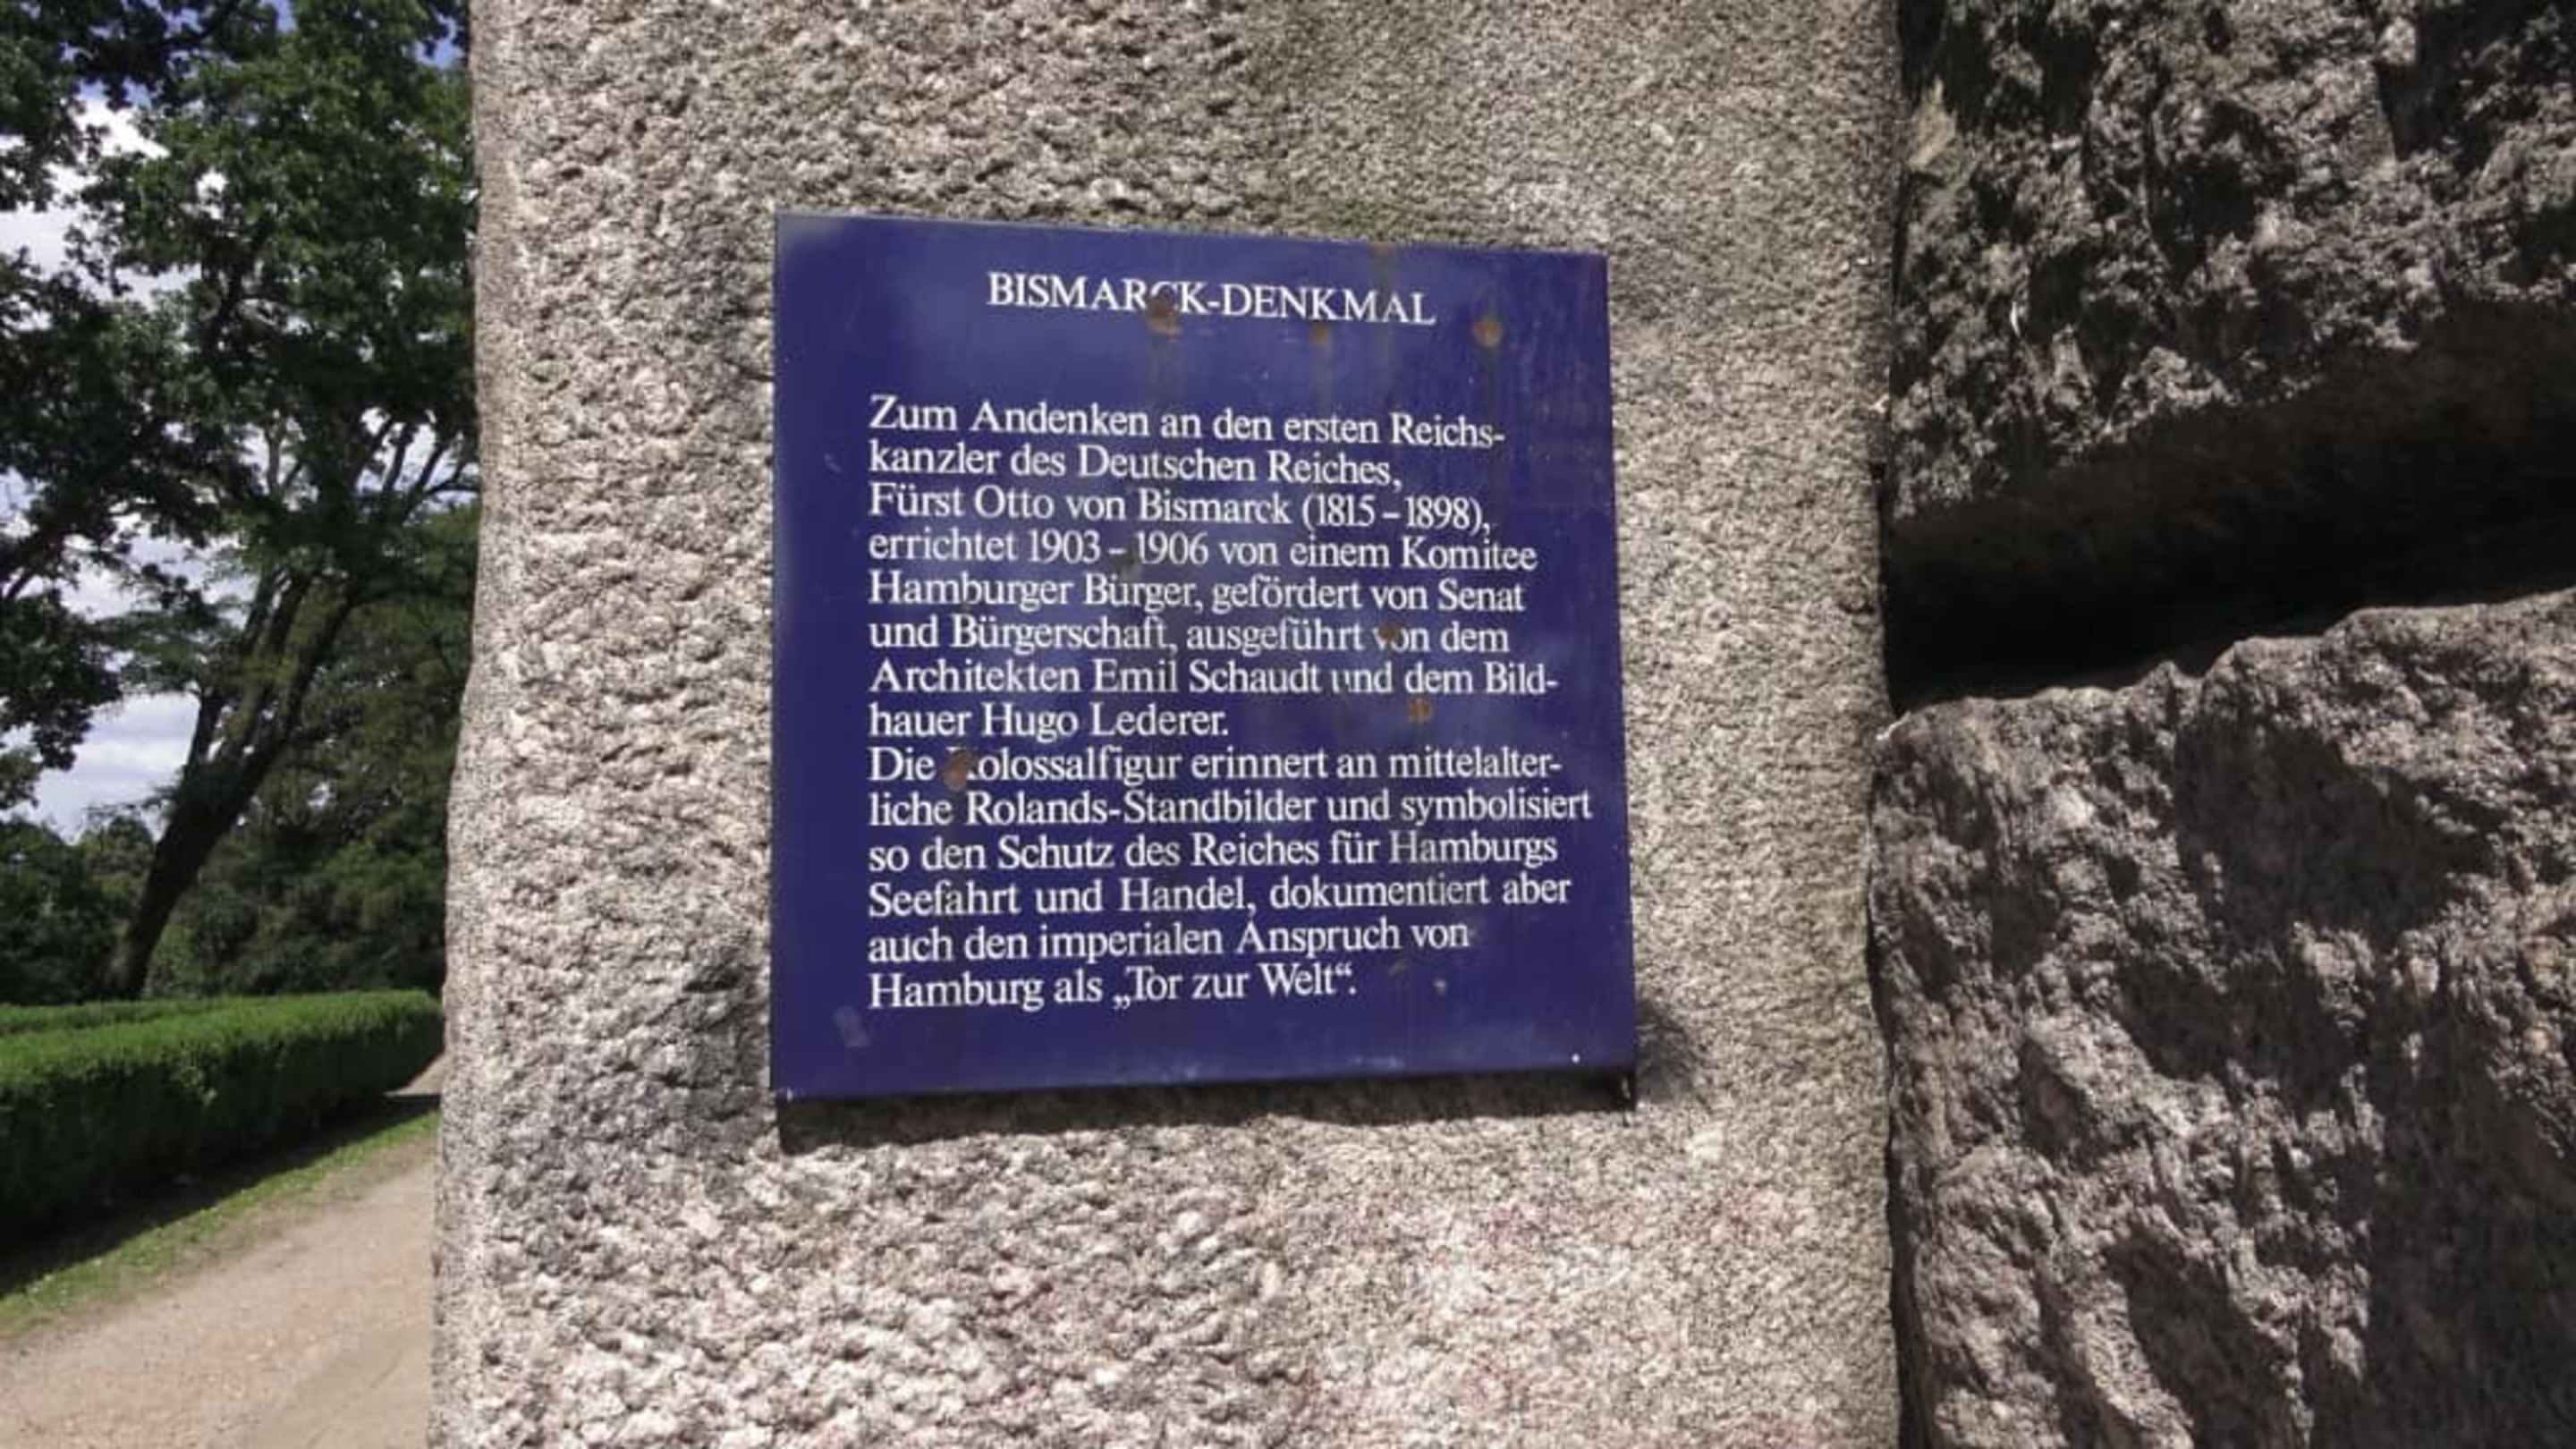 BISMARCK-DENKMAL
Zum Andenken an den ersten Reichs-
kanzler des Deutschen Reiches,
Fürst Otto von Bismarck (1815–1898),
errichtet 1903–1906 von einem Komitee
Hamburger Bürger, gefördert von Senat
und Bürgerschaft, ausgeführt von dem
Architekten Emil Schaudt und dem Bild-
hauer Hugo Lederer.
Die Kolossalfigur erinnert an mittelalter-
liche Rolands-Standbilder und symbolisiert
so den Schutz des Reiches für Hamburgs
Seefahrt und Handel, dokumentiert aber
auch den imperialen Anspruch von
Hamburg als „Tor zur Welt“.